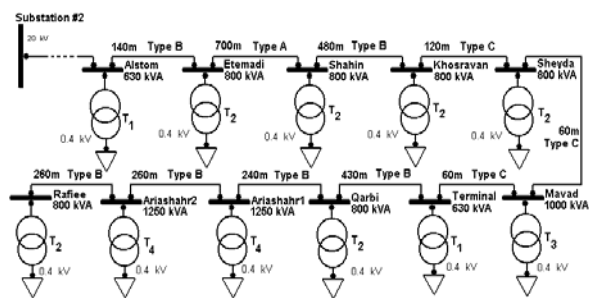 Substation #2
20 kV
140m Type B
700m Type A
480m Type B
120m Type C
Alstom
630 kVA
Etemadi
800 kVA
Shahin
800 kVA
Khosravan
800 kVA
Sheyda
800 kVA
T1
T2
T2
T2
T2
0.4 kV
0.4 kV
0.4 kV
0.4 kV
0.4 kV
60m
Type C
260m Type B
260m Type B
240m Type B
430m Type B
60m Type C
Rafiee
800 kVA
Ariashahr2
1250 kVA
Ariashahr1
1250 kVA
Qarbi
800 kVA
Terminal
630 kVA
Mavad
1000 kVA
T2
T4
T4
T2
T1
T3
0.4 kV
0.4 kV
0.4 kV
0.4 kV
0.4 kV
0.4 kV